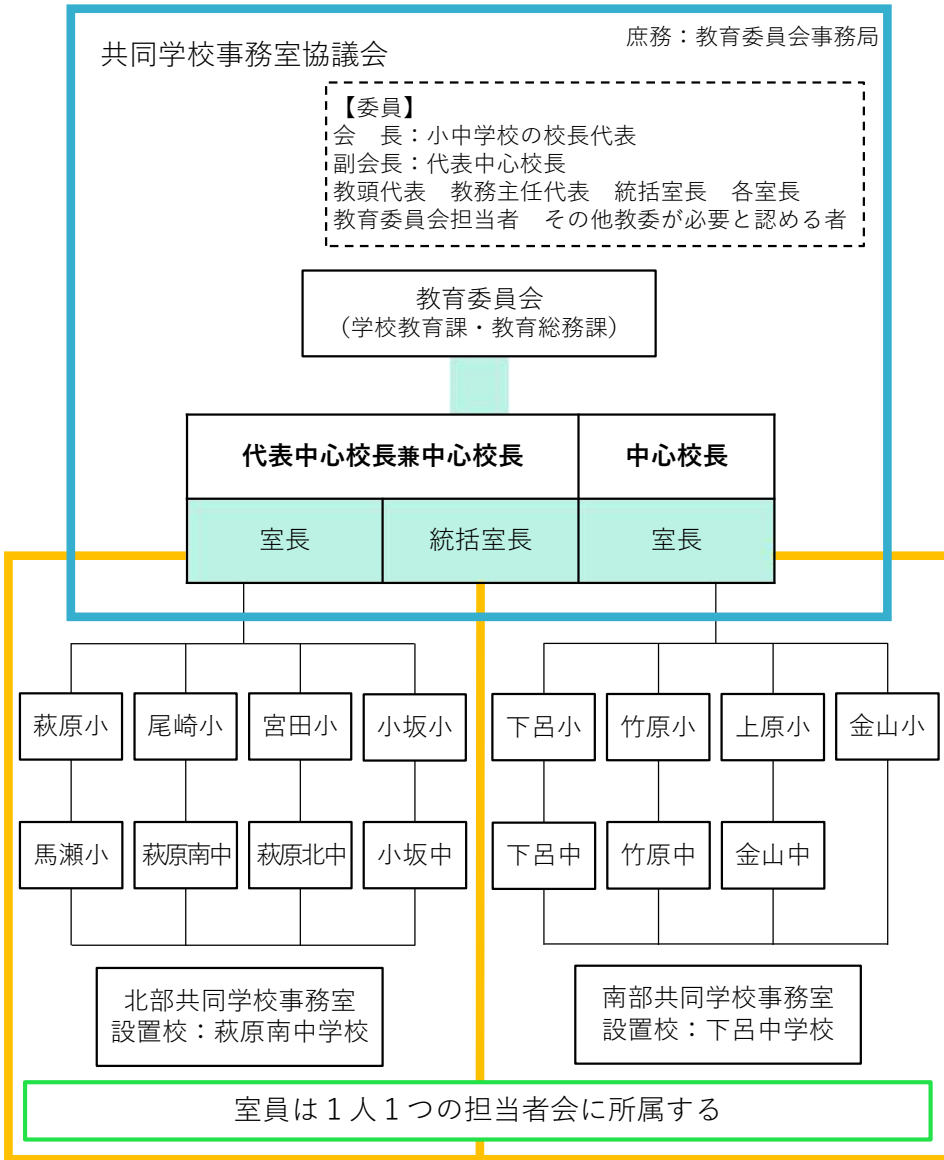 共同学校事務室協議会
庶務：教育委員会事務局
【委員】
会　長：小中学校の校長代表
副会長：代表中心校長
教頭代表　教務主任代表　統括室長　各室長
教育委員会担当者　その他教委が必要と認める者
教育委員会
（学校教育課・教育総務課）
代表中心校長兼中心校長
中心校長
室長
統括室長
室長
萩原小
尾崎小
宮田小
小坂小
馬瀬小
萩原南中
萩原北中
小坂中
下呂小
竹原小
上原小
金山小
下呂中
竹原中
金山中
北部共同学校事務室
設置校：萩原南中学校
南部共同学校事務室
設置校：下呂中学校
室員は１人１つの担当者会に所属する